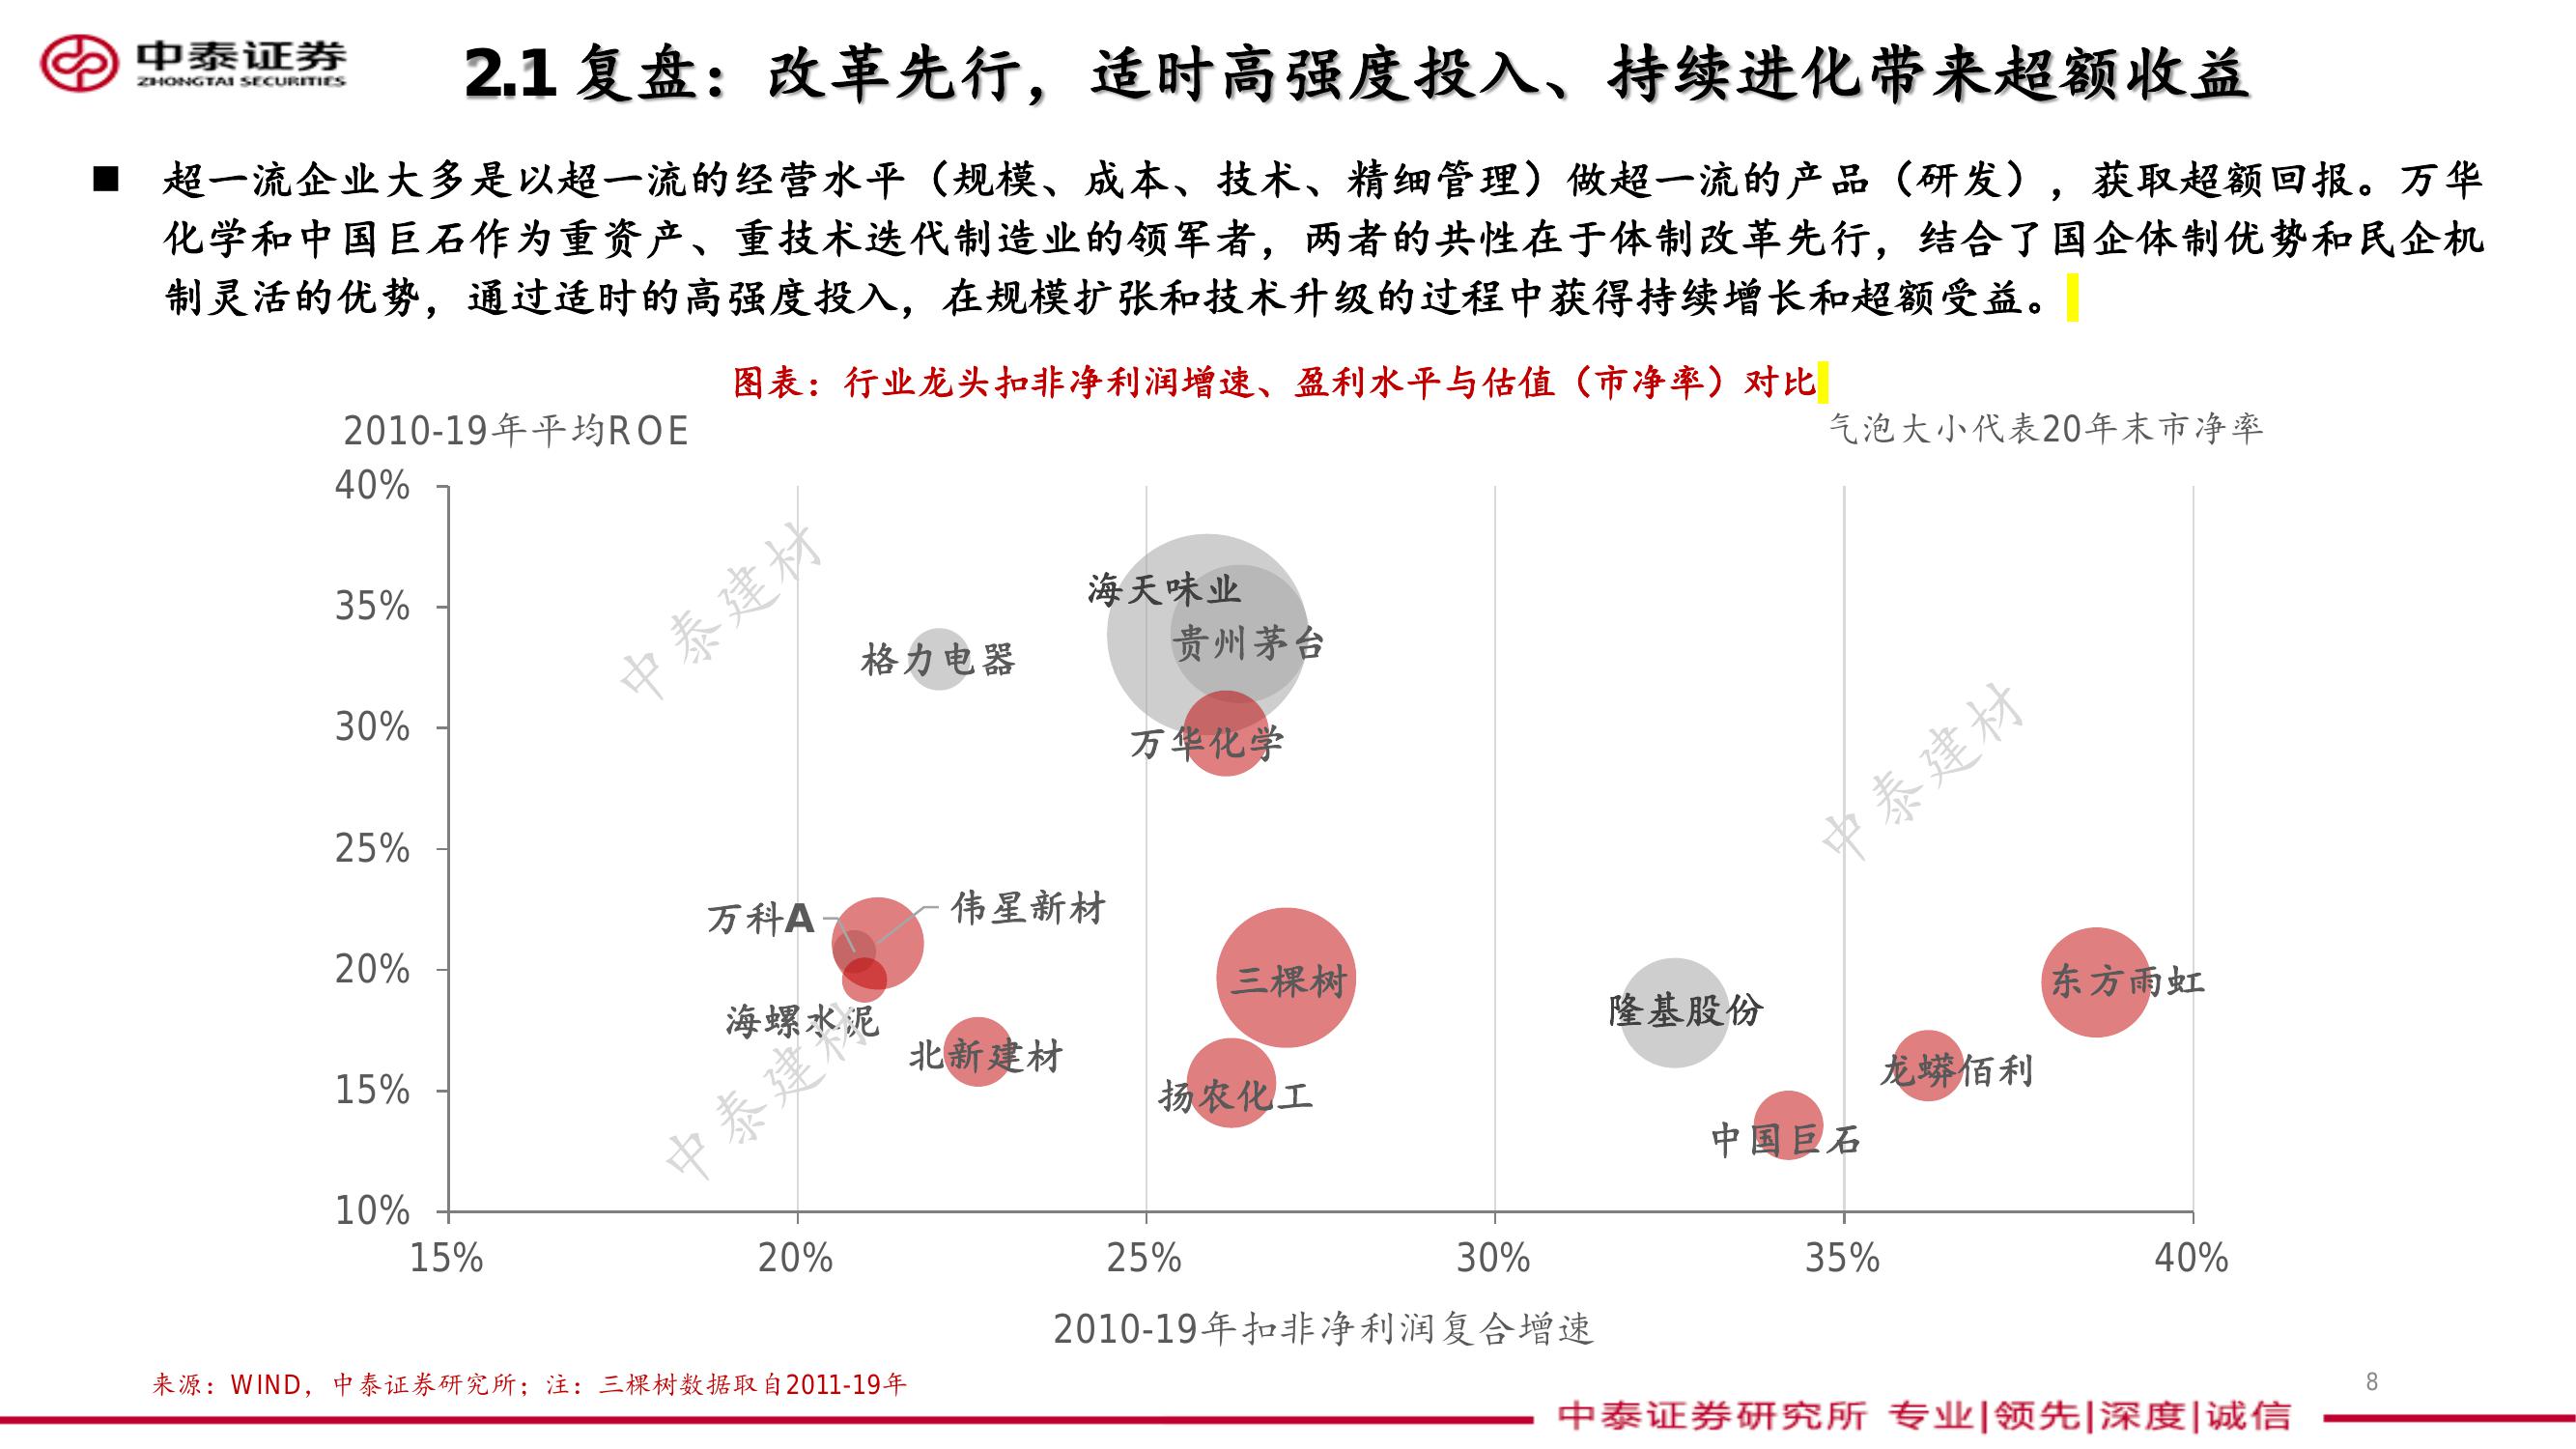 中泰证券
ZHONGTAI SECURITIES
2.1 复盘：改革先行，适时高强度投入、持续进化带来超额收益
■ 超一流企业大多是以超一流的经营水平（规模、成本、技术、精细管理）做超一流的产品（研发），获取超额回报。万华
化学和中国巨石作为重资产、重技术迭代制造业的领军者，两者的共性在于体制改革先行，结合了国企体制优势和民企机
制灵活的优势，通过适时的高强度投入，在规模扩张和技术升级的过程中获得持续增长和超额受益。
图表：行业龙头扣非净利润增速、盈利水平与估值（市净率）对比
2010-19年平均ROE
气泡大小代表20年末市净率
40%
35%
30%
25%
20%
15%
10%
中泰建材
海天味业
贵州茅台
格力电器
万华化学
中泰建材
万科A
伟星新材
海螺水泥
北新建材
中泰建材
三棵树
扬农化工
隆基股份
东方雨虹
龙蟒佰利
中国巨石
15%
20%
25%
30%
35%
40%
2010-19年扣非净利润复合增速
来源：WIND，中泰证券研究所；注：三棵树数据取自2011-19年
8
中泰证券研究所 专业|领先|深度|诚信